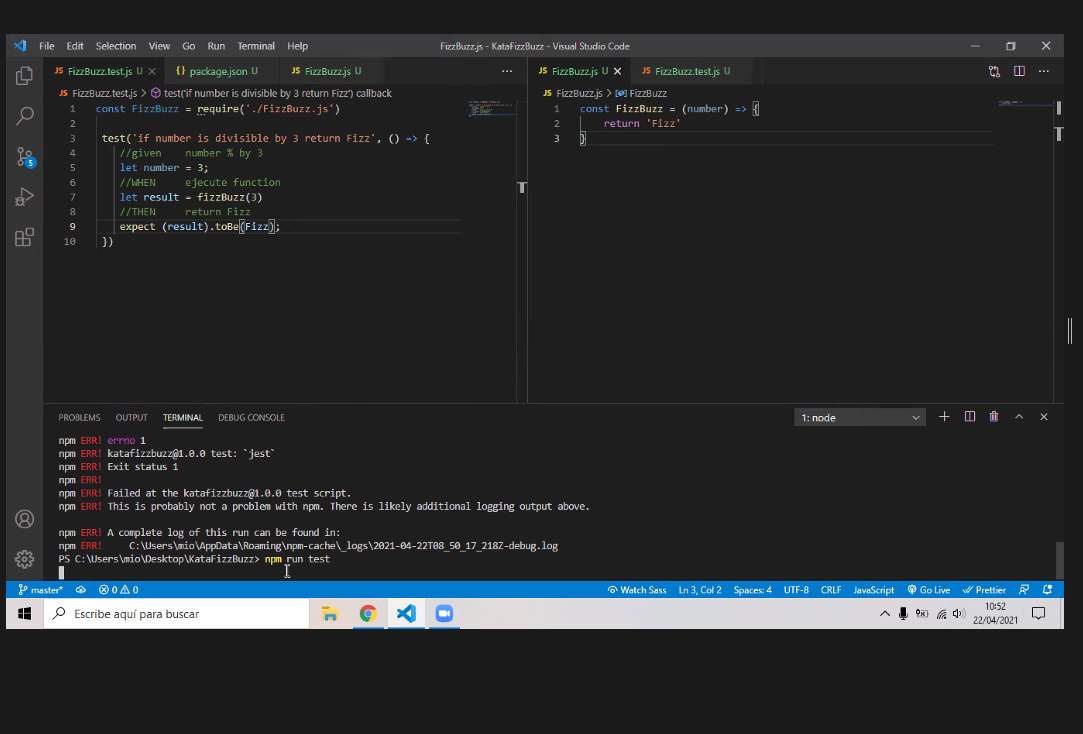 File Edit Selection View Go Run Terminal Help FizzBuzz.js - KataFizzBuzz - Visual Studio Code
JS FizzBuzz.test.js U {} package.json U JS FizzBuzz.js U
JS FizzBuzz.js U JS FizzBuzz.test.js U
JS FizzBuzz.test.js > test('if number is divisible by 3 return Fizz') callback
1 const FizzBuzz = require('./FizzBuzz.js')
2
3 test('if number is divisible by 3 return Fizz', () => {
4 //given number % by 3
5 let number = 3;
6 //WHEN ejecute function
7 let result = fizzBuzz(3)
8 //THEN return Fizz
9 expect (result).toBe(Fizz);
10 })
JS FizzBuzz.js > FizzBuzz
1 const FizzBuzz = (number) => {
2 return 'Fizz'
3 }
5
PROBLEMS OUTPUT TERMINAL DEBUG CONSOLE 1: node
npm ERR! errno 1
npm ERR! katafizzbuzz@1.0.0 test: `jest`
npm ERR! Exit status 1
npm ERR!
npm ERR! Failed at the katafizzbuzz@1.0.0 test script.
npm ERR! This is probably not a problem with npm. There is likely additional logging output above.
npm ERR! A complete log of this run can be found in:
npm ERR! C:\Users\mio\AppData\Roaming\npm-cache\_logs\2021-04-22T08_50_17_218Z-debug.log
PS C:\Users\mio\Desktop\KataFizzBuzz> npm run test
master* 0 0 Watch Sass Ln 3, Col 2 Spaces: 4 UTF-8 CRLF JavaScript Go Live Prettier
Escribe aquí para buscar
10:52
22/04/2021